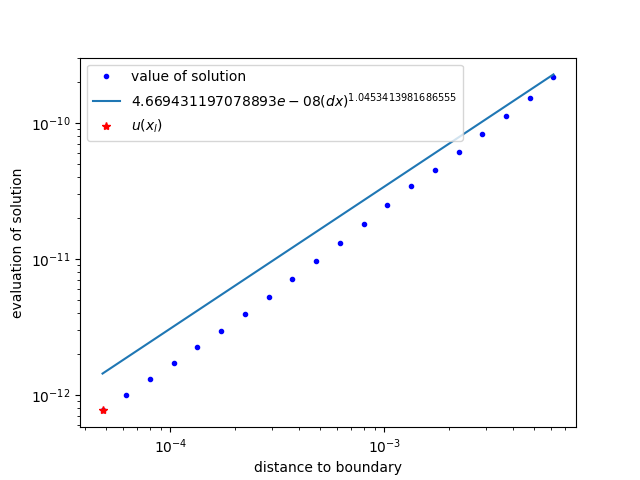 value of solution
4.669431197078893e − 08(dx)^1.0453413981686555
u(x_l)
10^−10
10^−11
10^−12
evaluation of solution
10^−4 10^−3
distance to boundary